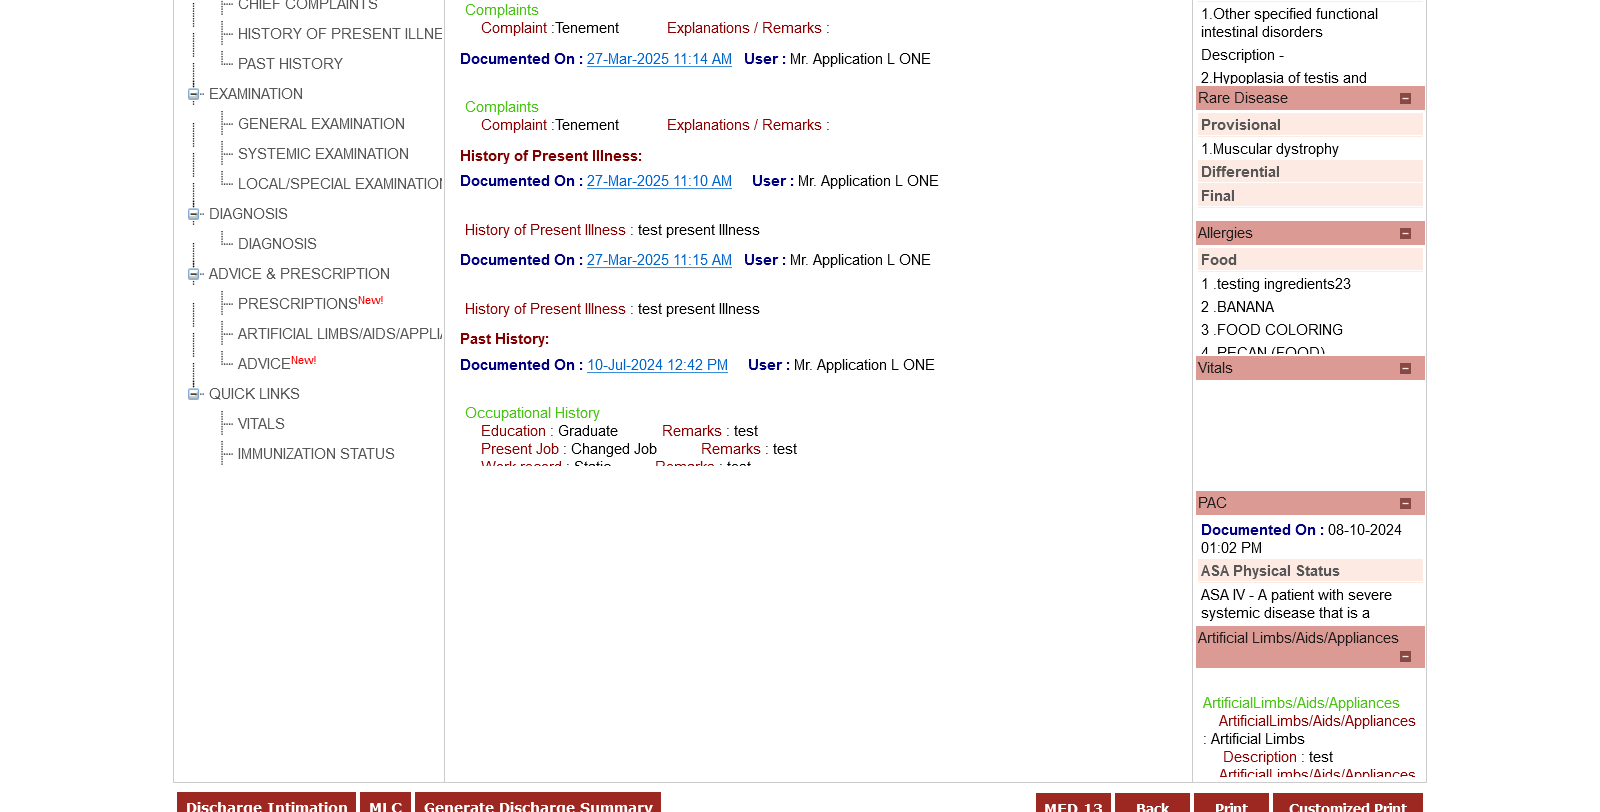 CHIEF COMPLAINTS
HISTORY OF PRESENT ILLNE
PAST HISTORY
EXAMINATION
GENERAL EXAMINATION
SYSTEMIC EXAMINATION
LOCAL/SPECIAL EXAMINATION
DIAGNOSIS
DIAGNOSIS
ADVICE & PRESCRIPTION
PRESCRIPTIONS New!
ARTIFICIAL LIMBS/AIDS/APPLI
ADVICE New!
QUICK LINKS
VITALS
IMMUNIZATION STATUS
Complaints
Complaint :Tenement Explanations / Remarks :
Documented On : 27-Mar-2025 11:14 AM User : Mr. Application L ONE
Complaints
Complaint :Tenement Explanations / Remarks :
History of Present Illness:
Documented On : 27-Mar-2025 11:10 AM User : Mr. Application L ONE
History of Present Illness : test present Illness
Documented On : 27-Mar-2025 11:15 AM User : Mr. Application L ONE
History of Present Illness : test present Illness
Past History:
Documented On : 10-Jul-2024 12:42 PM User : Mr. Application L ONE
Occupational History
Education : Graduate Remarks : test
Present Job : Changed Job Remarks : test
Work record : Static Remarks : test
1.Other specified functional
intestinal disorders
Description -
2.Hypoplasia of testis and
Rare Disease
Provisional
1.Muscular dystrophy
Differential
Final
Allergies
Food
1 .testing ingredients23
2 .BANANA
3 .FOOD COLORING
4 .PECAN (FOOD)
Vitals
PAC
Documented On : 08-10-2024
01:02 PM
ASA Physical Status
ASA IV - A patient with severe
systemic disease that is a
Artificial Limbs/Aids/Appliances
ArtificialLimbs/Aids/Appliances
ArtificialLimbs/Aids/Appliances
: Artificial Limbs
Description : test
ArtificialLimbs/Aids/Appliances
Discharge Intimation MLC Generate Discharge Summary MED 13 Back Print Customized Print